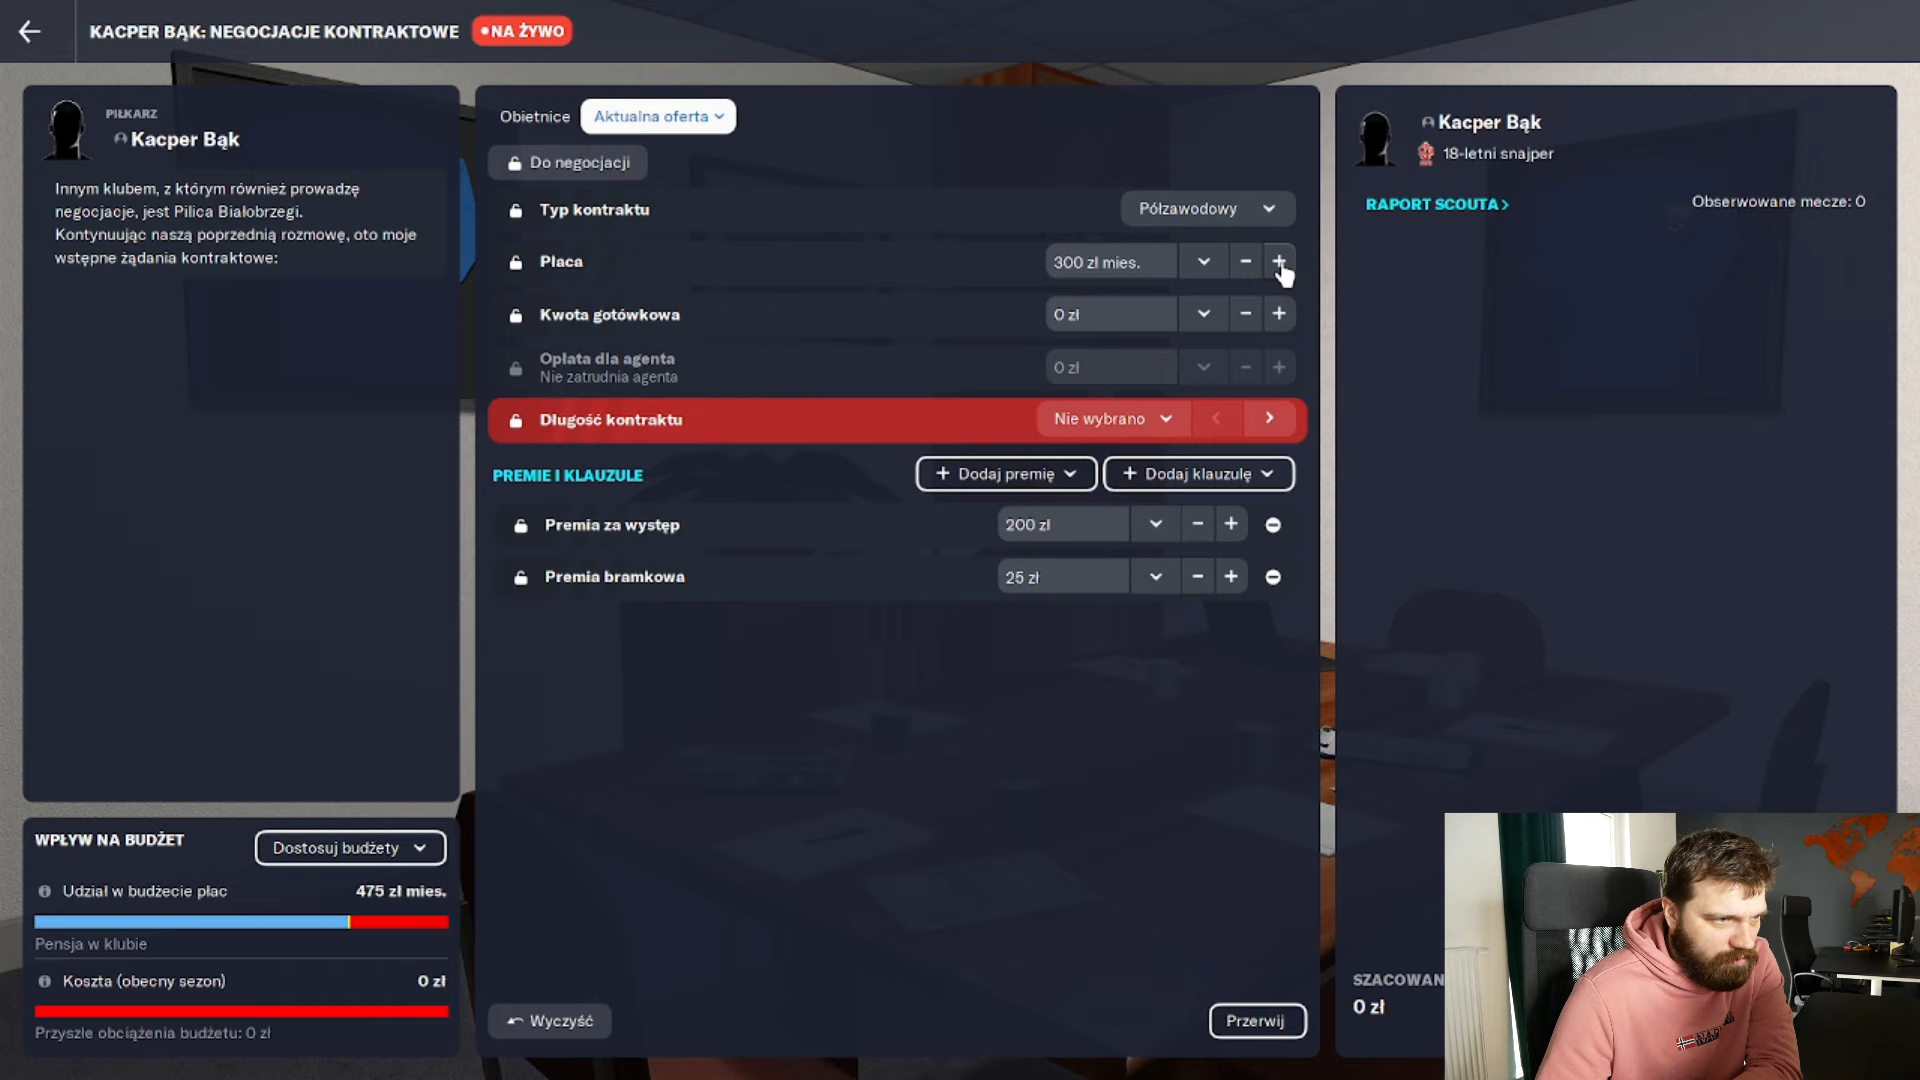 KACPER BĄK: NEGOCJACJE KONTRAKTOWE
NA ŻYWO
PIŁKARZ
Kacper Bąk
Innym klubem, z którym również prowadzę
negocjacje, jest Pilica Białobrzegi.
Kontynuując naszą poprzednią rozmowę, oto moje
wstępne żądania kontraktowe:
WPŁYW NA BUDŻET
Dostosuj budżety
Udział w budżecie płac
475 zł mies.
Pensja w klubie
Koszta (obecny sezon)
0 zł
Przyszłe obciążenia budżetu: 0 zł
Obietnice
Aktualna oferta
Do negocjacji
Typ kontraktu
Półzawodowy
Płaca
300 zł mies.
Kwota gotówkowa
0 zł
Opłata dla agenta
Nie zatrudnia agenta
0 zł
Długość kontraktu
Nie wybrano
PREMIE I KLAUZULE
+ Dodaj premię
+ Dodaj klauzulę
Premia za występ
200 zł
Premia bramkowa
25 zł
Wyczyść
Przerwij
Kacper Bąk
18-letni snajper
RAPORT SCOUTA >
Obserwowane mecze: 0
SZACOWAN
0 zł